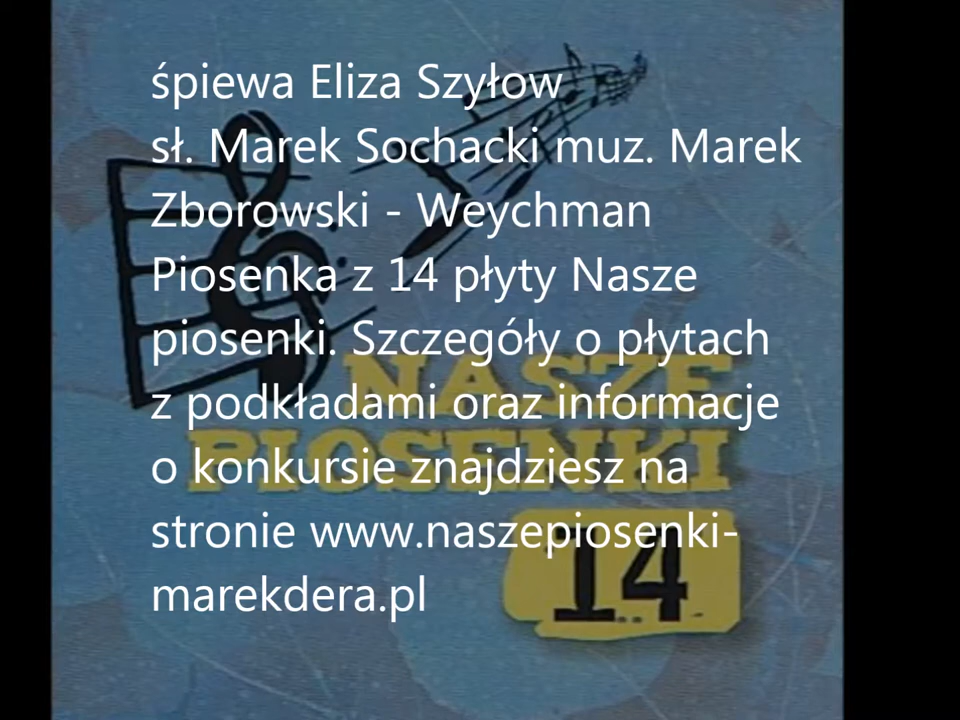 śpiewa Eliza Szyłow
sł. Marek Sochacki muz. Marek
Zborowski - Weychman
Piosenka z 14 płyty Nasze
piosenki. Szczegóły o płytach
z podkładami oraz informacje
o konkursie znajdziesz na
stronie www.naszepiosenki-
marekdera.pl
NASZE
PIOSENKI
14